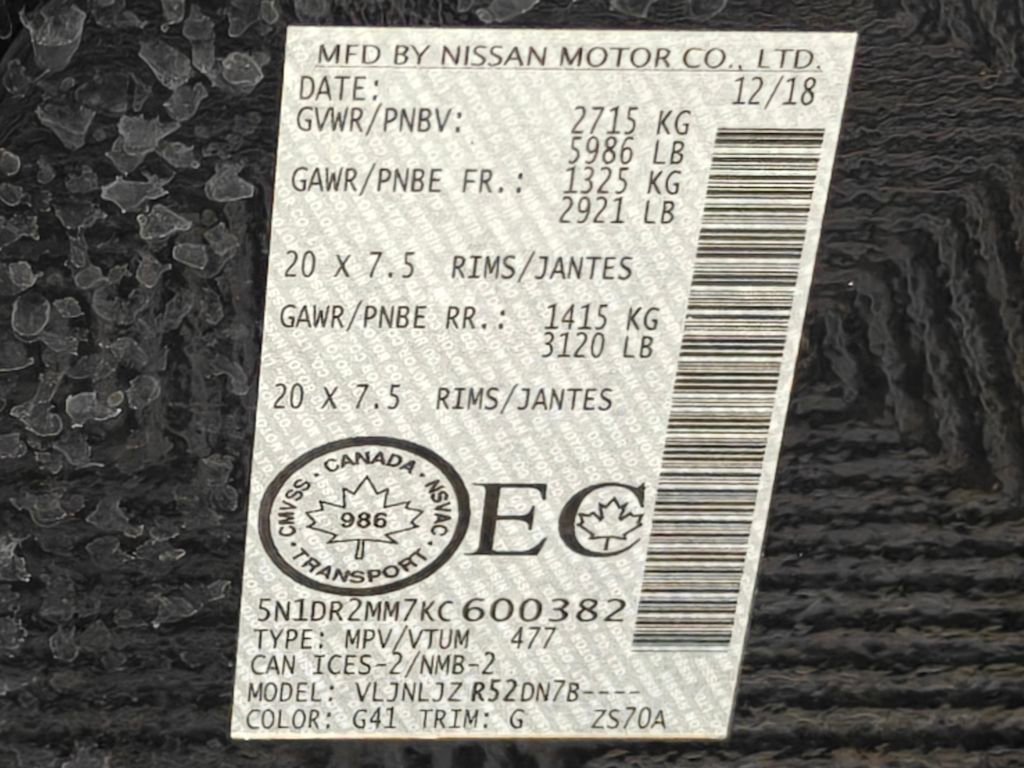 MFD BY NISSAN MOTOR CO., LTD.
DATE: 12/18
GVWR/PNBV: 2715 KG
5986 LB
GAWR/PNBE FR.: 1325 KG
2921 LB
20 X 7.5 RIMS/JANTES
GAWR/PNBE RR.: 1415 KG
3120 LB
20 X 7.5 RIMS/JANTES
CMVSS · CANADA · NSVAC · TRANSPORT ·
986
EC
5N1DR2MM7KC600382
TYPE: MPV/VTUM 477
CAN ICES-2/NMB-2
MODEL: VLJNLJZ R52DN7B----
COLOR: G41 TRIM: G ZS70A